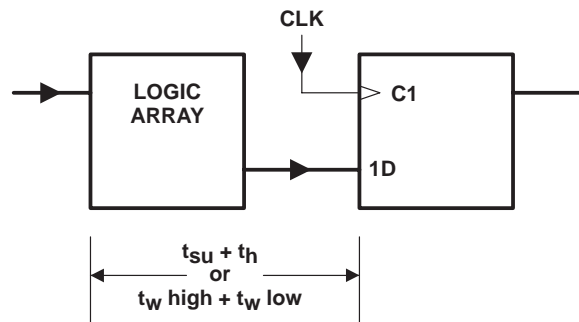 CLK
LOGIC
ARRAY
C1
1D
tsu + th
or
tw high + tw low